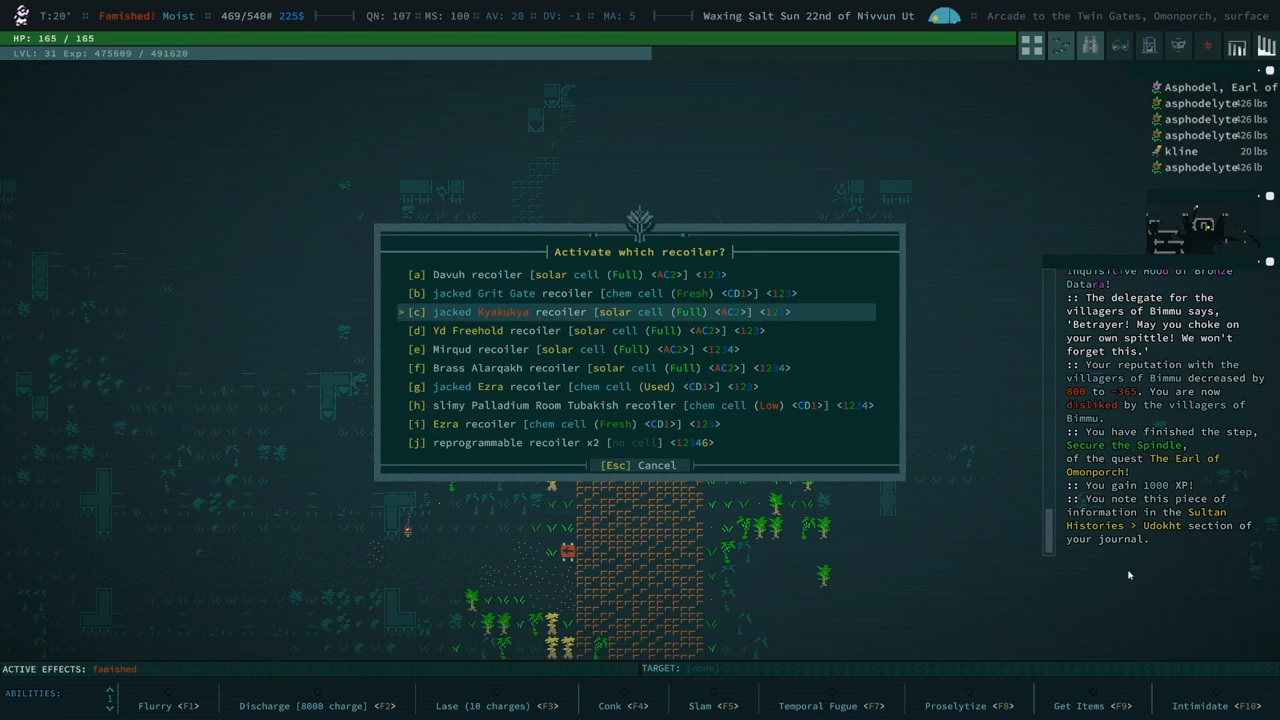 T:20° Famished! Moist :: 469/540# 225$ QN: 107 :: MS: 100 :: AV: 20 :: DV: -1 :: MA: 5 Waxing Salt Sun 22nd of Nivvun Ut :: Arcade to the Twin Gates, Omonporch, surface
HP: 165 / 165
LVL: 31 Exp: 475609 / 491620
Asphodel, Earl of
asphodelyte 426 lbs
asphodelyte 426 lbs
asphodelyte 426 lbs
kline 20 lbs
asphodelyte 426 lb
Activate which recoiler?
[a] Davuh recoiler [solar cell (Full) <AC2>] <123>
[b] jacked Grit Gate recoiler [chem cell (Fresh) <CD1>] <123>
> [c] jacked Kyakukya recoiler [solar cell (Full) <AC2>] <123>
[d] Yd Freehold recoiler [solar cell (Full) <AC2>] <123>
[e] Mirqud recoiler [solar cell (Full) <AC2>] <1234>
[f] Brass Alarqakh recoiler [solar cell (Full) <AC2>] <1234>
[g] jacked Ezra recoiler [chem cell (Used) <CD1>] <123>
[h] slimy Palladium Room Tubakish recoiler [chem cell (Low) <CD1>] <1234>
[i] Ezra recoiler [chem cell (Fresh) <CD1>] <123>
[j] reprogrammable recoiler x2 [no cell] <12346>
[Esc] Cancel
Inquisitive Hood of Bronze
Datara!
:: The delegate for the
villagers of Bimmu says,
'Betrayer! May you choke on
your own spittle! We won't
forget this.'
:: Your reputation with the
villagers of Bimmu decreased by
800 to -365. You are now
disliked by the villagers of
Bimmu.
:: You have finished the step,
Secure the Spindle,
of the quest The Earl of
Omonporch!
:: You gain 1000 XP!
:: You note this piece of
information in the Sultan
Histories > Udokht section of
your journal.
ACTIVE EFFECTS: famished
TARGET: [none]
ABILITIES: 1 Flurry <F1> Discharge [8000 charge] <F2> Lase (10 charges) <F3> Conk <F4> Slam <F5> Temporal Fugue <F7> Proselytize <F8> Get Items <F9> Intimidate <F10>